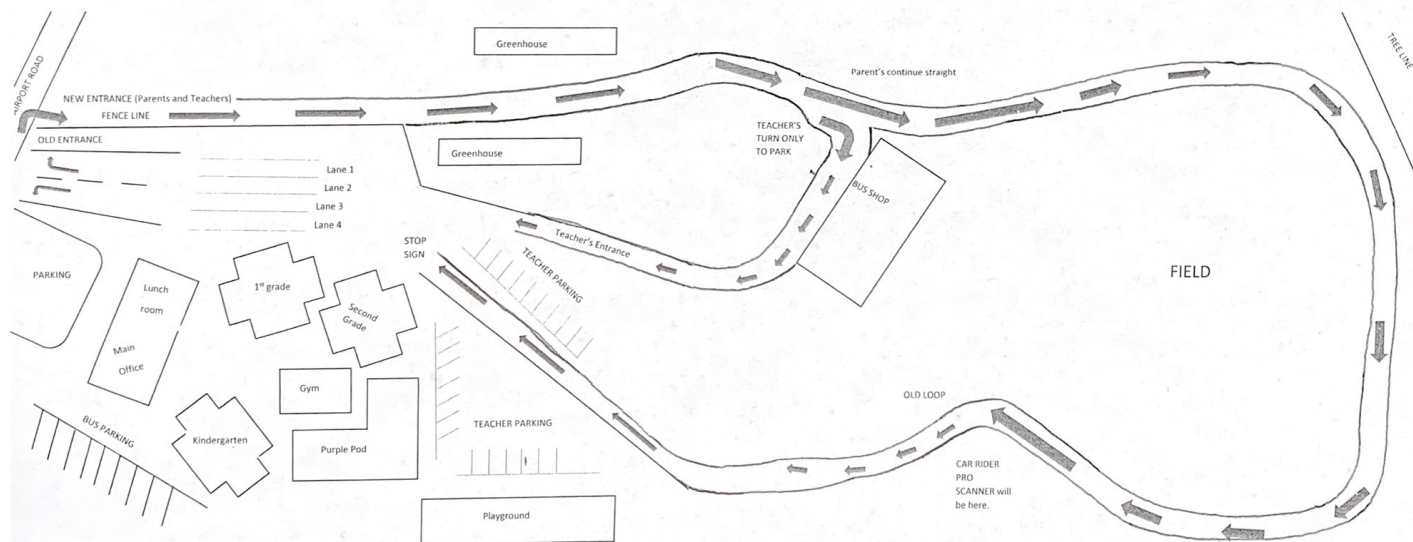 Greenhouse
AIRPORT ROAD
NEW ENTRANCE (Parents and Teachers)
FENCE LINE
OLD ENTRANCE
Parent's continue straight
TREE LINE
TEACHER'S
TURN ONLY
TO PARK
Greenhouse
BUS SHOP
Lane 1
Lane 2
Lane 3
Lane 4
Teacher's Entrance
STOP
SIGN
TEACHER PARKING
FIELD
PARKING
Lunch
room
Main
Office
1st grade
Second
Grade
Gym
OLD LOOP
BUS PARKING
Kindergarten
Purple Pod
TEACHER PARKING
CAR RIDER
PRO
SCANNER will
be here.
Playground